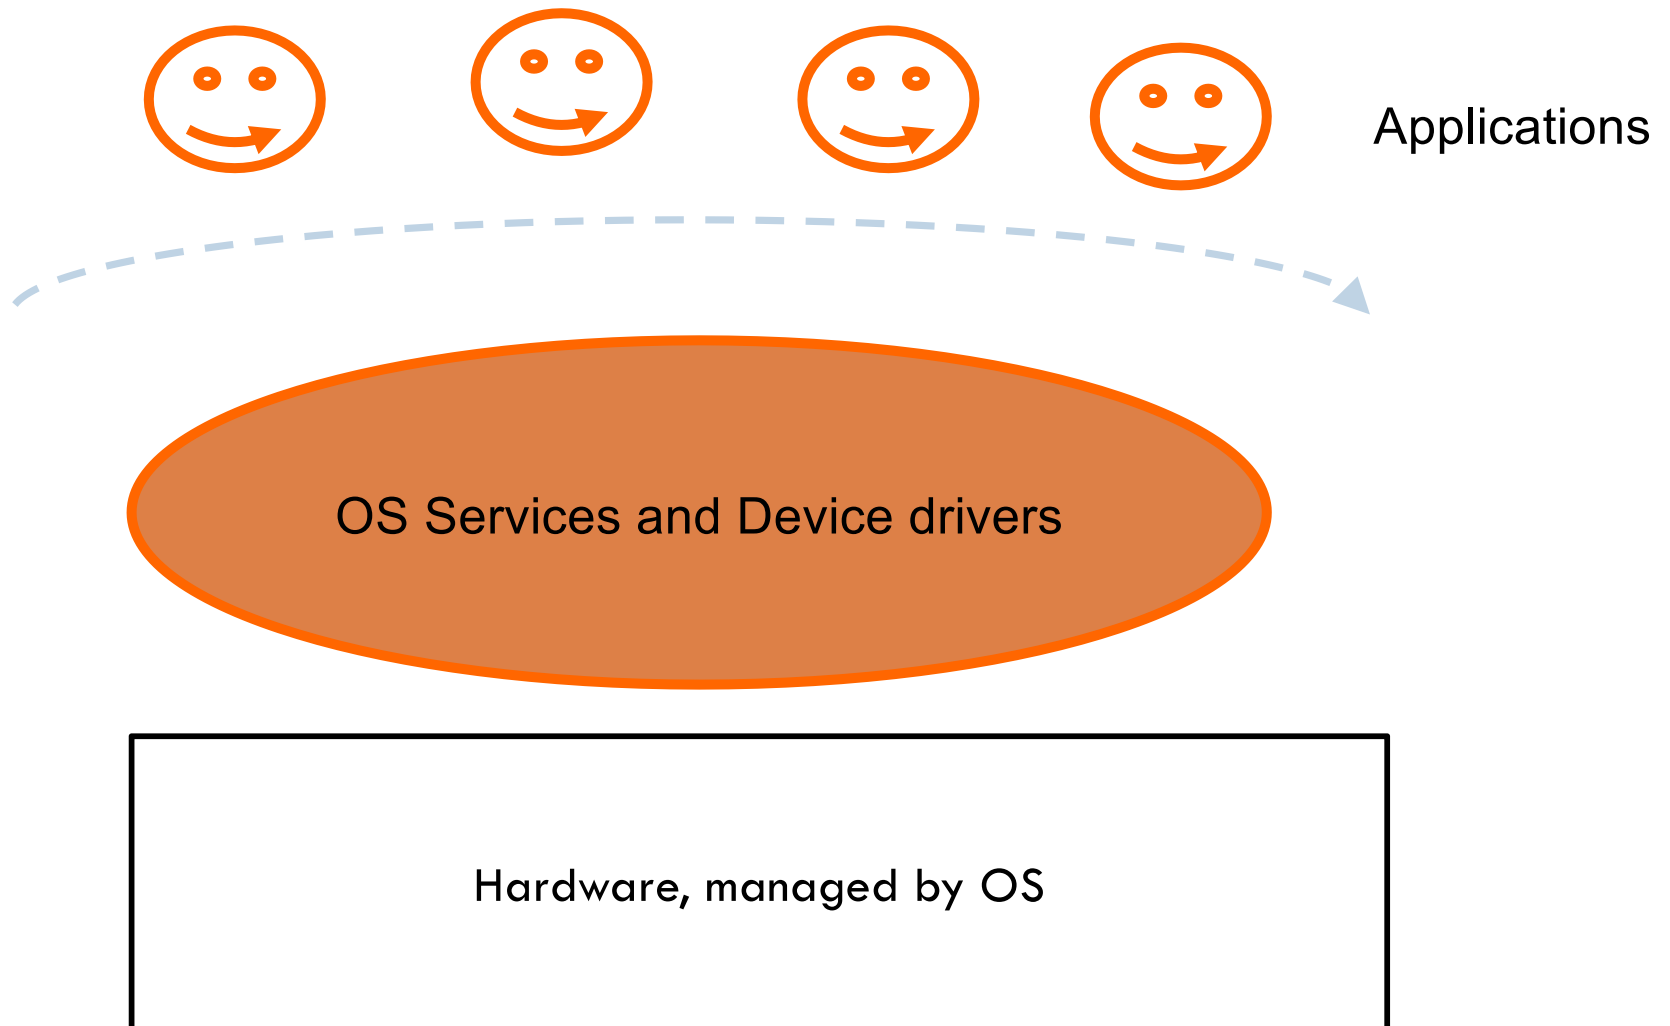 Applications
OS Services and Device drivers
Hardware, managed by OS